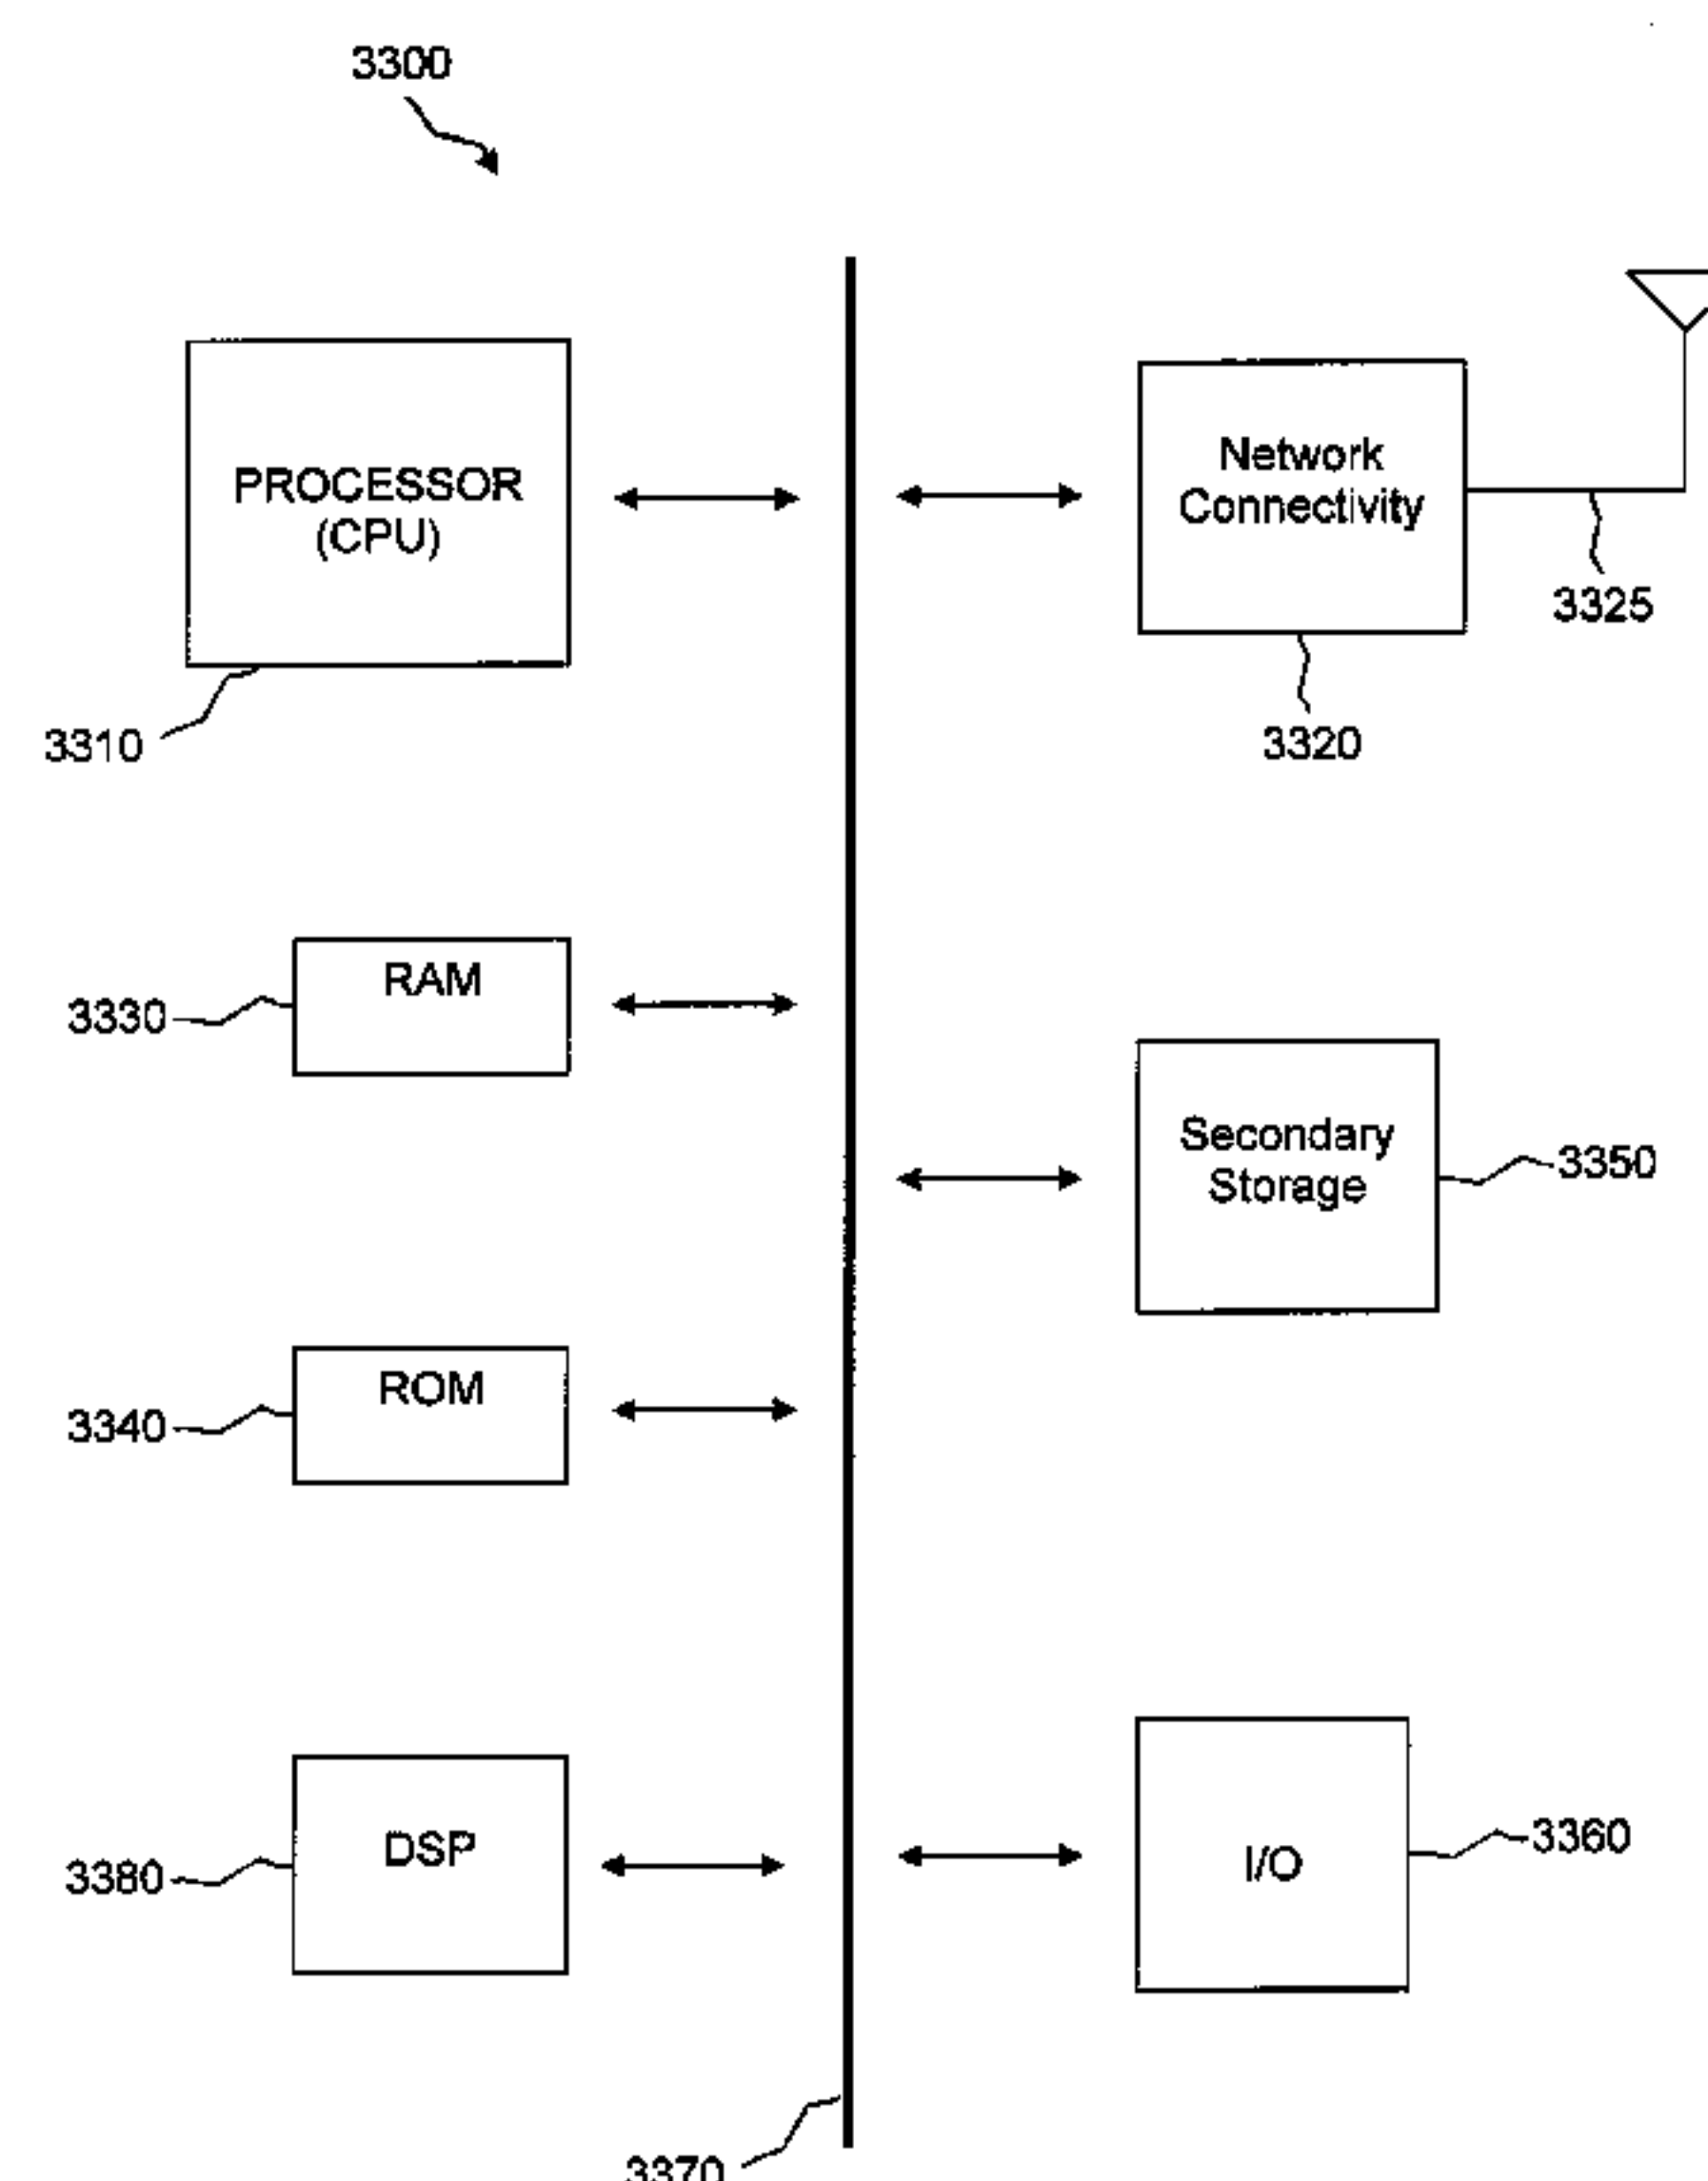 3300
PROCESSOR
(CPU)
3310
Network
Connectivity
3325
3320
RAM
3330
Secondary
Storage
3350
ROM
3340
DSP
3380
I/O
3360
3370